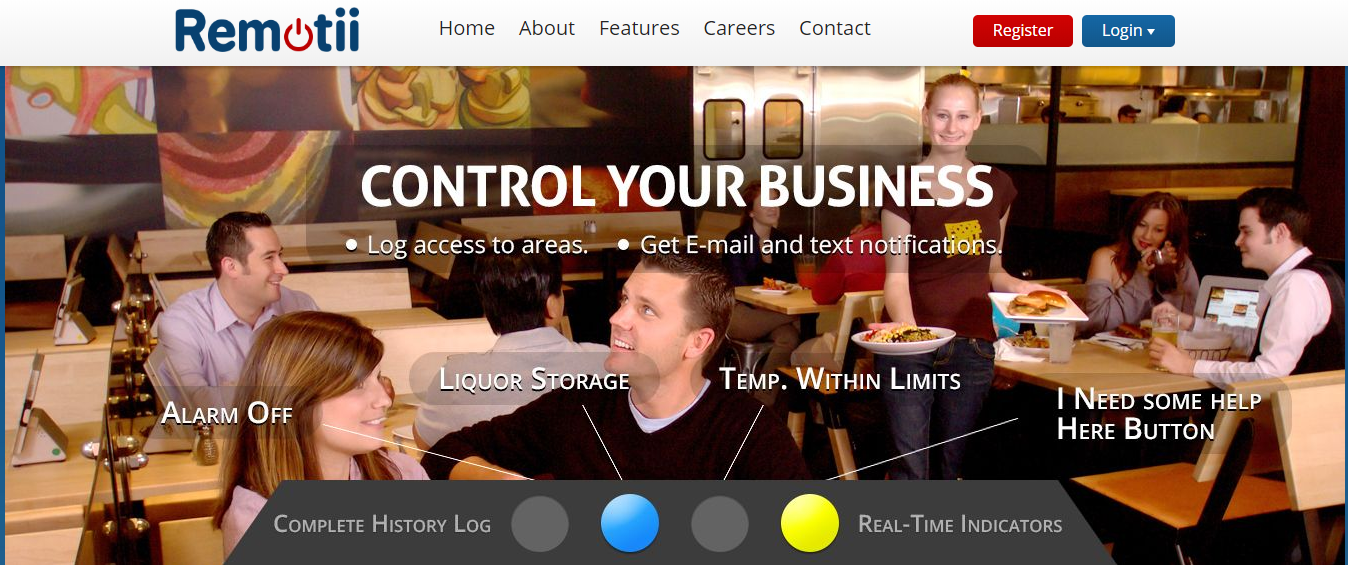 Remotii
Home About Features Careers Contact
Register Login
CONTROL YOUR BUSINESS
• Log access to areas. • Get E-mail and text notifications.
Liquor Storage Temp. Within Limits
Alarm Off
I Need some help
Here Button
Complete History Log Real-Time Indicators